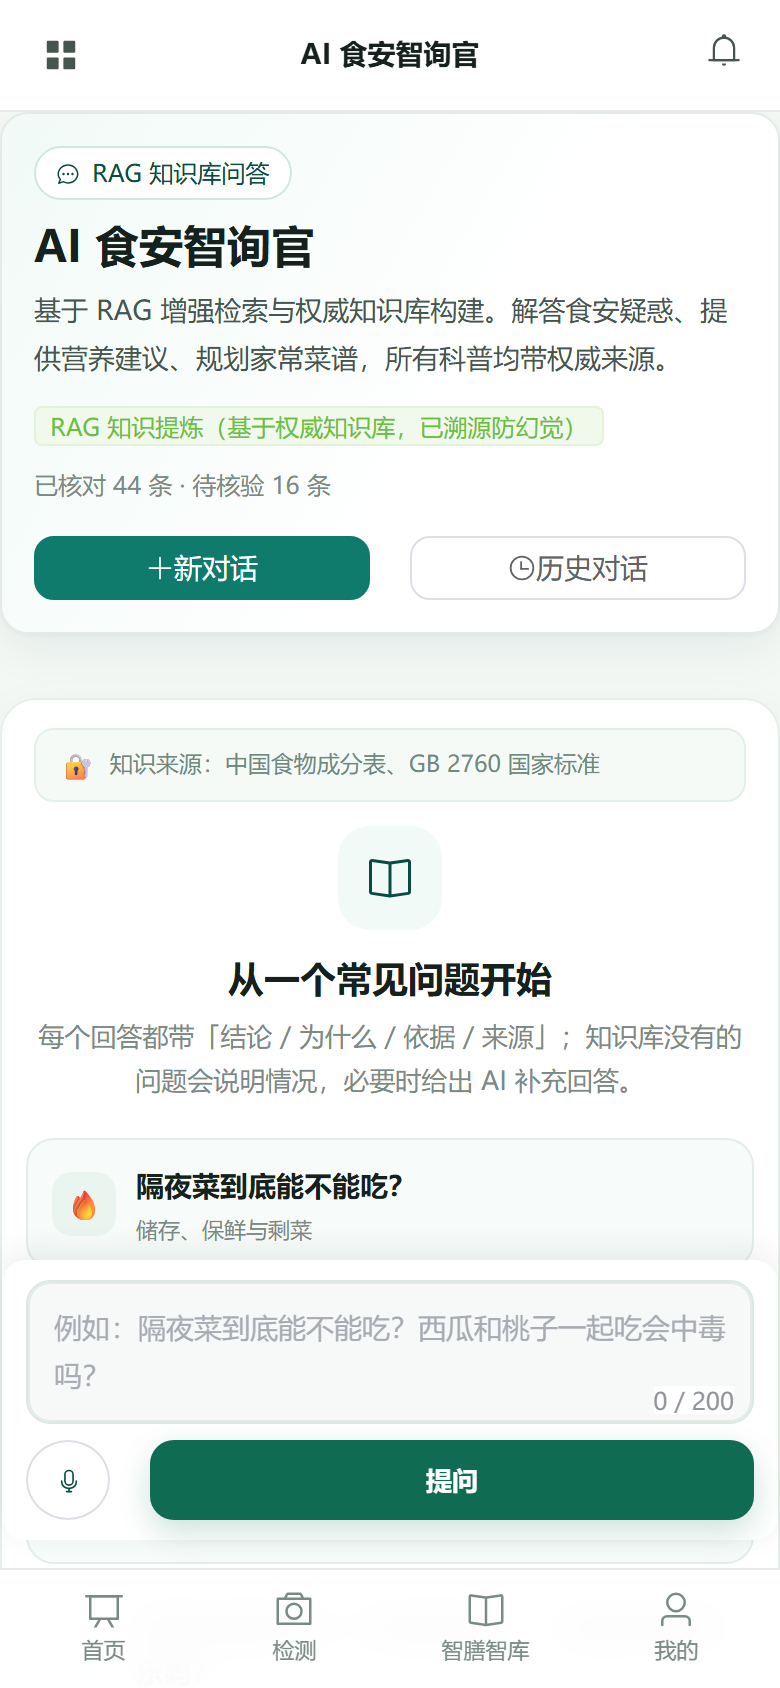 AI 食安智询官
RAG 知识库问答
AI 食安智询官
基于 RAG 增强检索与权威知识库构建。解答食安疑惑、提
供营养建议、规划家常菜谱，所有科普均带权威来源。
RAG 知识提炼（基于权威知识库，已溯源防幻觉）
已核对 44 条 · 待核验 16 条
新对话
历史对话
知识来源：中国食物成分表、GB 2760 国家标准
从一个常见问题开始
每个回答都带「结论 / 为什么 / 依据 / 来源」；知识库没有的
问题会说明情况，必要时给出 AI 补充回答。
隔夜菜到底能不能吃？
储存、保鲜与剩菜
例如：隔夜菜到底能不能吃？西瓜和桃子一起吃会中毒
吗？
0 / 200
提问
首页
检测
智膳智库
我的